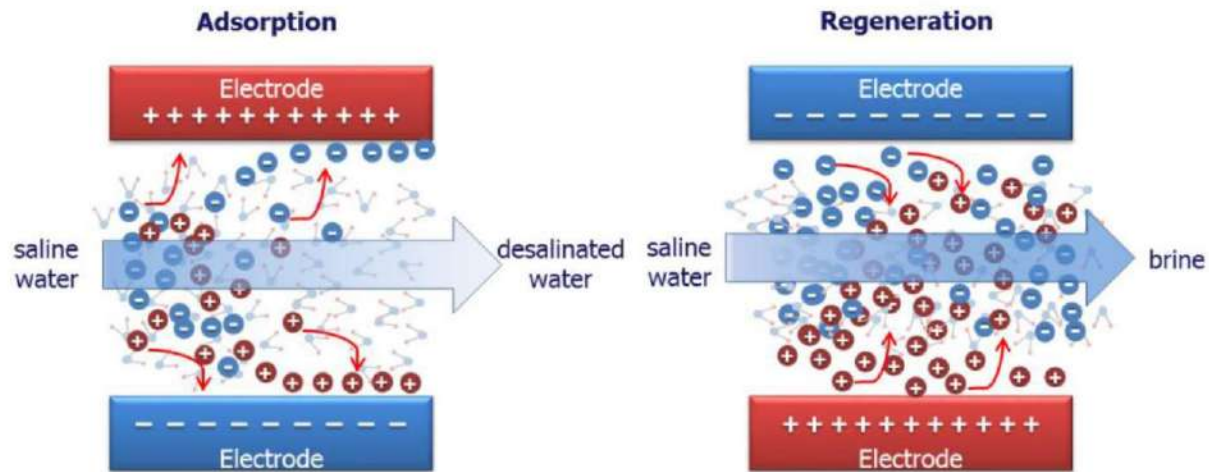 Adsorption
Electrode
+ + + + + + + + + + +
saline
water
desalinated
water
− − − − − − − − −
Electrode
Regeneration
Electrode
− − − − − − − − −
saline
water
brine
+ + + + + + + + + + +
Electrode